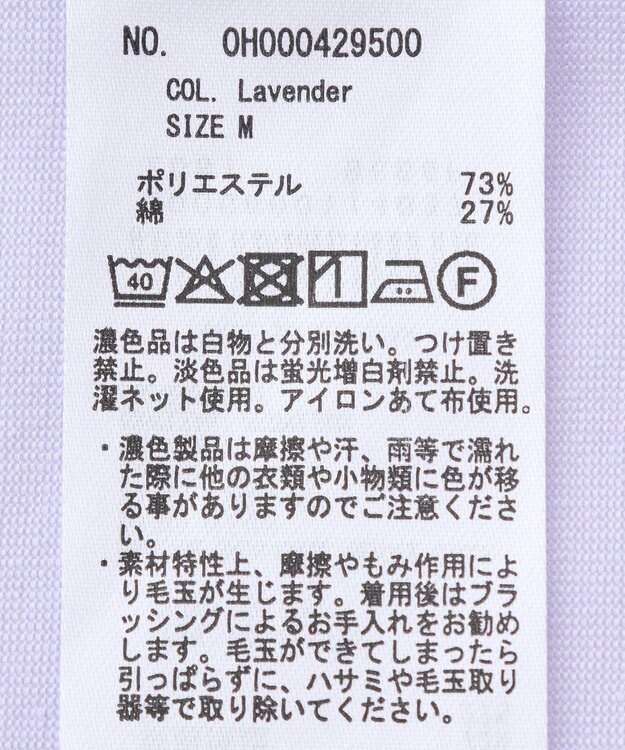 NO. OH000429500
COL. Lavender
SIZE M
ポリエステル 73%
綿 27%
40 F
濃色品は白物と分別洗い。つけ置き
禁止。淡色品は蛍光増白剤禁止。洗
濯ネット使用。アイロンあて布使用。
・濃色製品は摩擦や汗、雨等で濡れ
た際に他の衣類や小物類に色が移
る事がありますのでご注意くださ
い。
・素材特性上、摩擦やもみ作用によ
り毛玉が生じます。着用後はブラ
ッシングによるお手入れをお勧め
します。毛玉ができてしまったら
引っぱらずに、ハサミや毛玉取り
器等で取り除いてください。